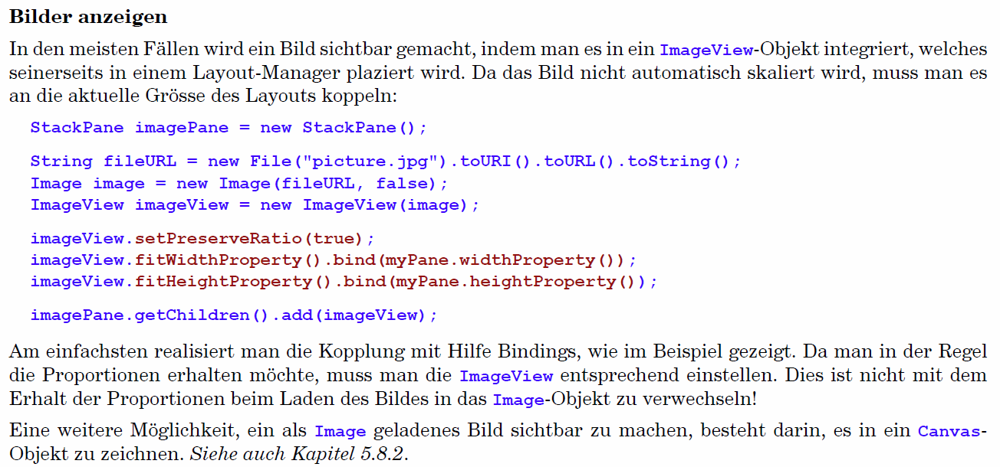 Bilder anzeigen
In den meisten Fällen wird ein Bild sichtbar gemacht, indem man es in ein ImageView-Objekt integriert, welches
seinerseits in einem Layout-Manager plaziert wird. Da das Bild nicht automatisch skaliert wird, muss man es
an die aktuelle Grösse des Layouts koppeln:
StackPane imagePane = new StackPane();
String fileURL = new File("picture.jpg").toURI().toURL().toString();
Image image = new Image(fileURL, false);
ImageView imageView = new ImageView(image);
imageView.setPreserveRatio(true);
imageView.fitWidthProperty().bind(myPane.widthProperty());
imageView.fitHeightProperty().bind(myPane.heightProperty());
imagePane.getChildren().add(imageView);
Am einfachsten realisiert man die Kopplung mit Hilfe Bindings, wie im Beispiel gezeigt. Da man in der Regel
die Proportionen erhalten möchte, muss man die ImageView entsprechend einstellen. Dies ist nicht mit dem
Erhalt der Proportionen beim Laden des Bildes in das Image-Objekt zu verwechseln!
Eine weitere Möglichkeit, ein als Image geladenes Bild sichtbar zu machen, besteht darin, es in ein Canvas-
Objekt zu zeichnen. Siehe auch Kapitel 5.8.2.